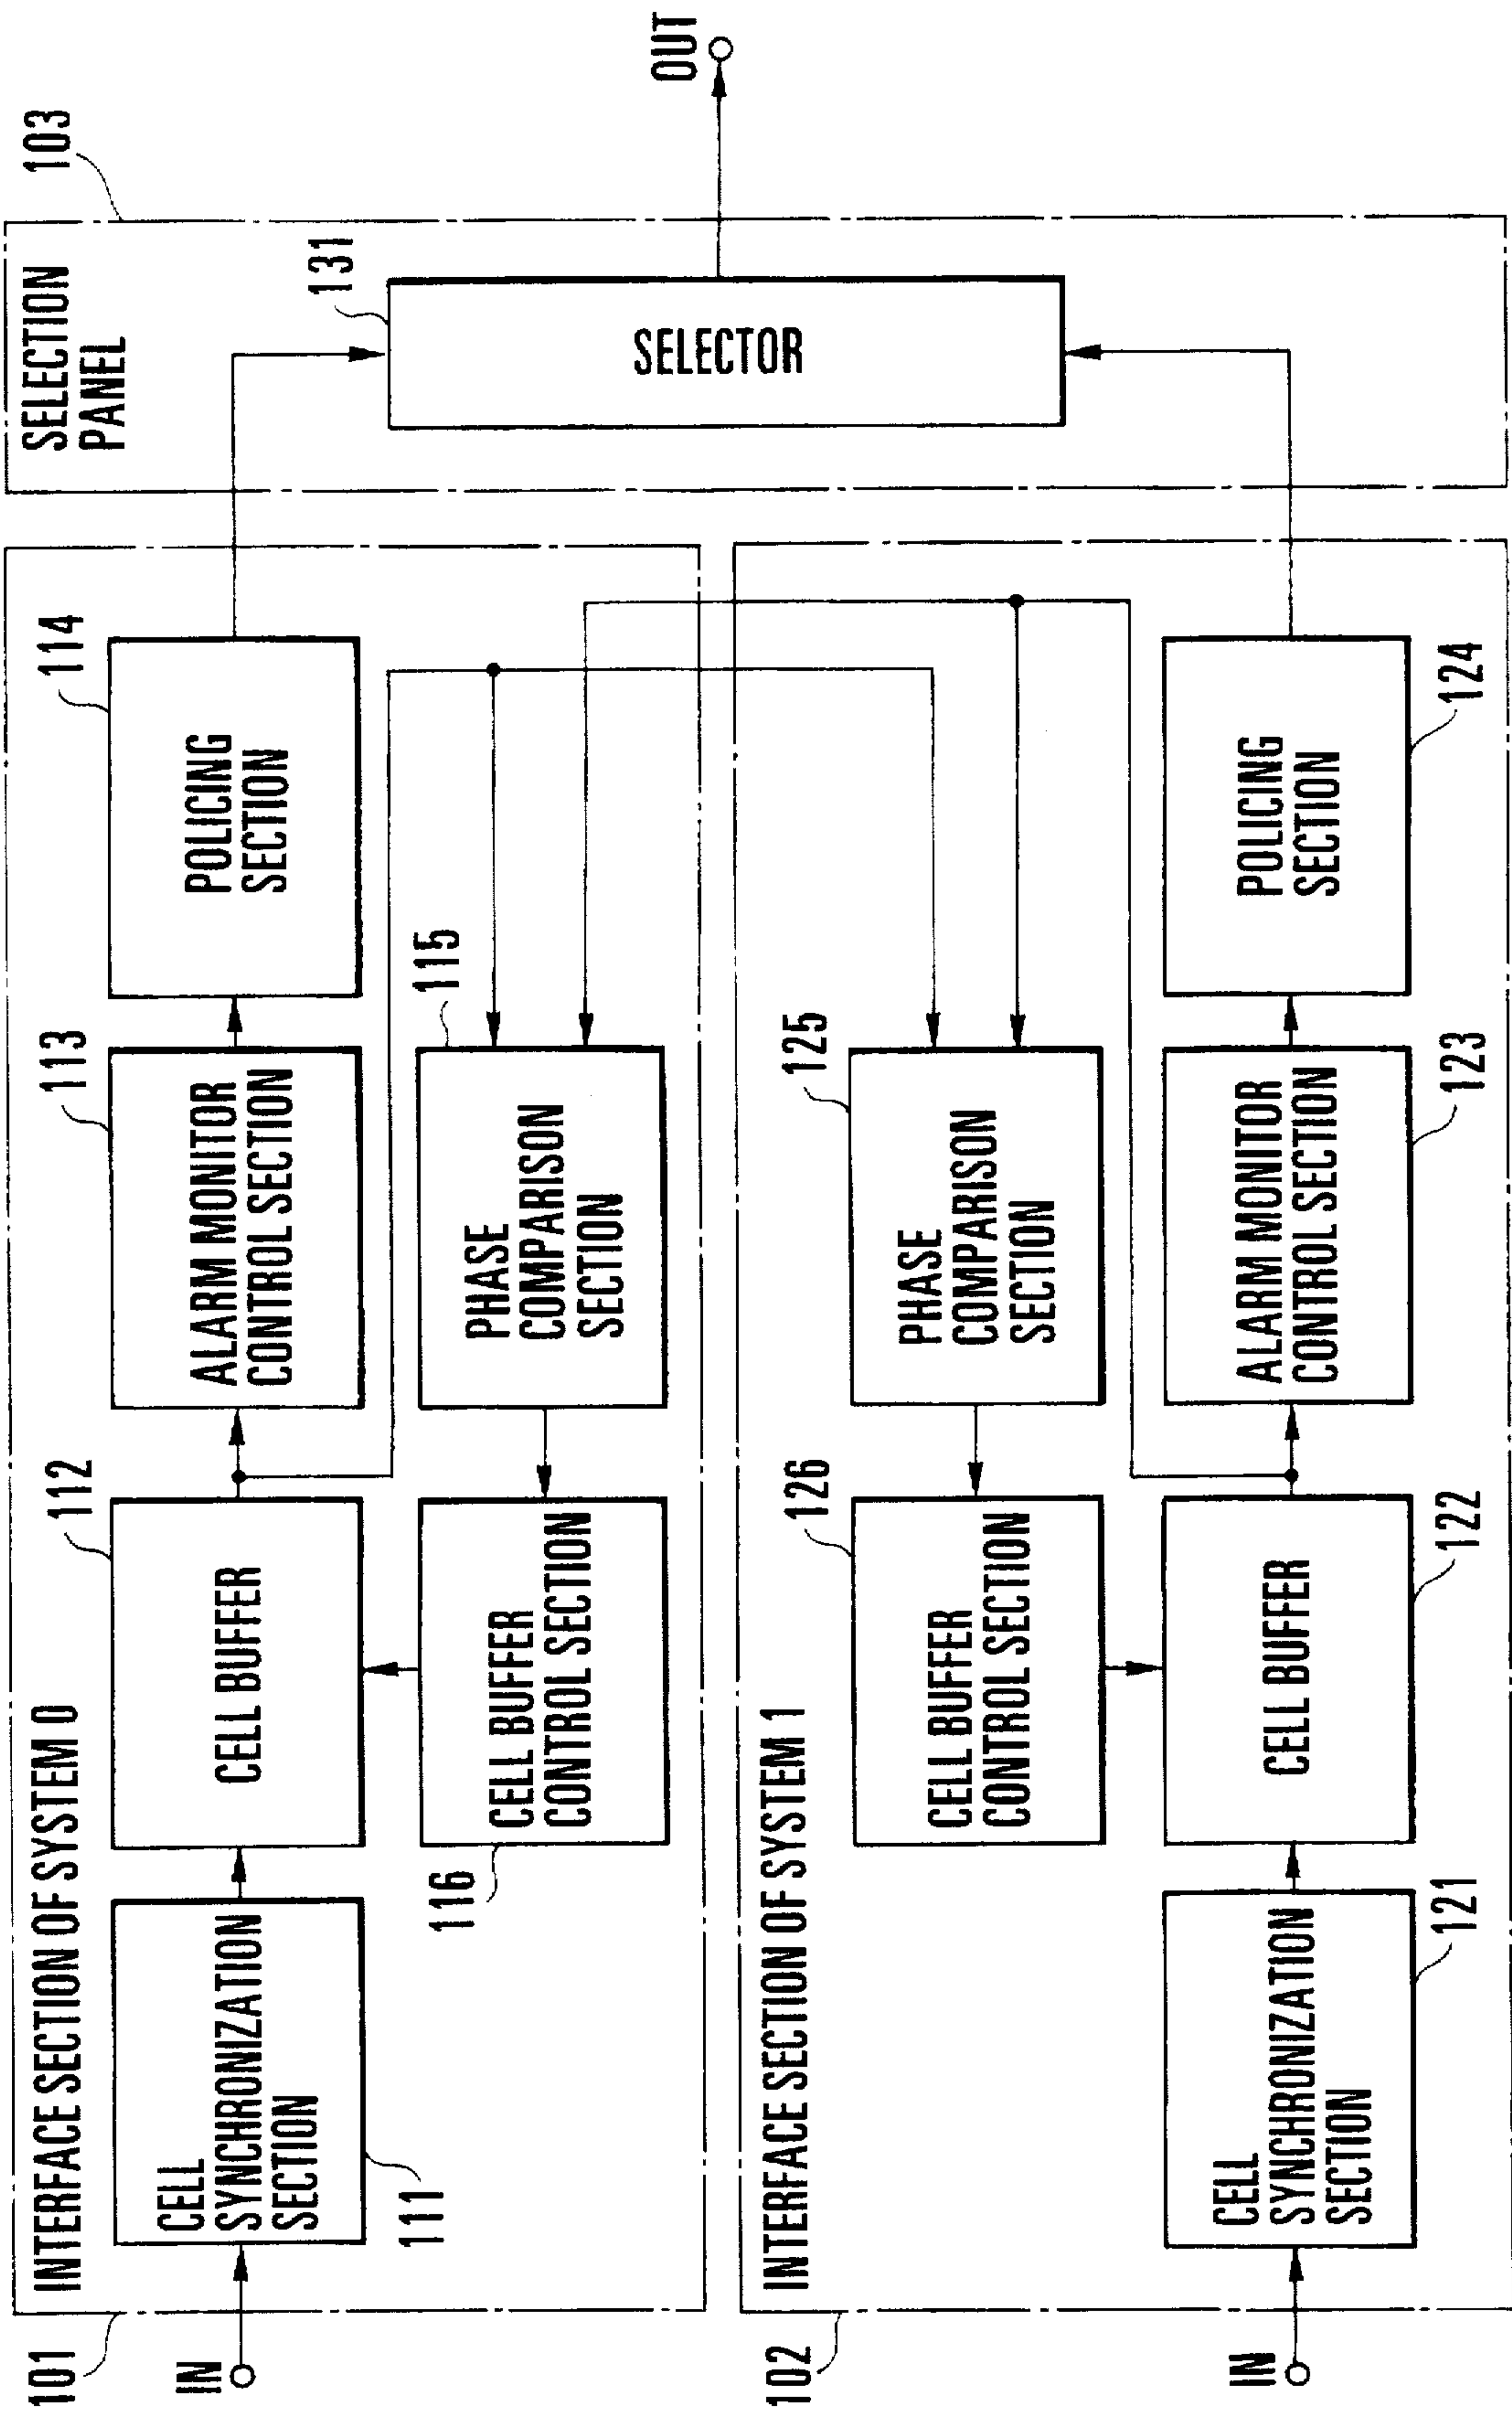 101
INTERFACE SECTION OF SYSTEM 0
IN
CELL
SYNCHRONIZATION
SECTION
111
CELL BUFFER
112
ALARM MONITOR
CONTROL SECTION
113
POLICING
SECTION
114
CELL BUFFER
CONTROL SECTION
116
PHASE
COMPARISON
SECTION
115
SELECTION
PANEL
103
SELECTOR
131
OUT
102
INTERFACE SECTION OF SYSTEM 1
IN
CELL BUFFER
CONTROL SECTION
126
PHASE
COMPARISON
SECTION
125
CELL
SYNCHRONIZATION
SECTION
121
CELL BUFFER
122
ALARM MONITOR
CONTROL SECTION
123
POLICING
SECTION
124